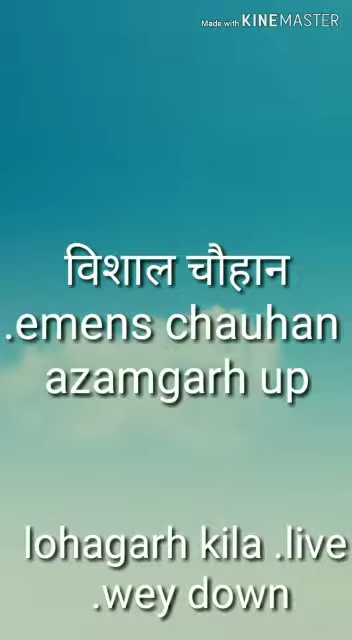 Made with KINEMASTER
विशाल चौहान
.emens chauhan
azamgarh up
lohagarh kila .live
.wey down